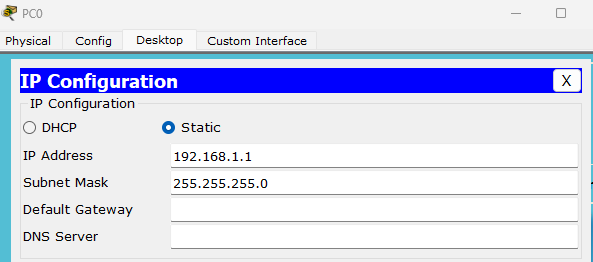 PC0
Physical Config Desktop Custom Interface
IP Configuration X
IP Configuration
DHCP Static
IP Address 192.168.1.1
Subnet Mask 255.255.255.0
Default Gateway
DNS Server